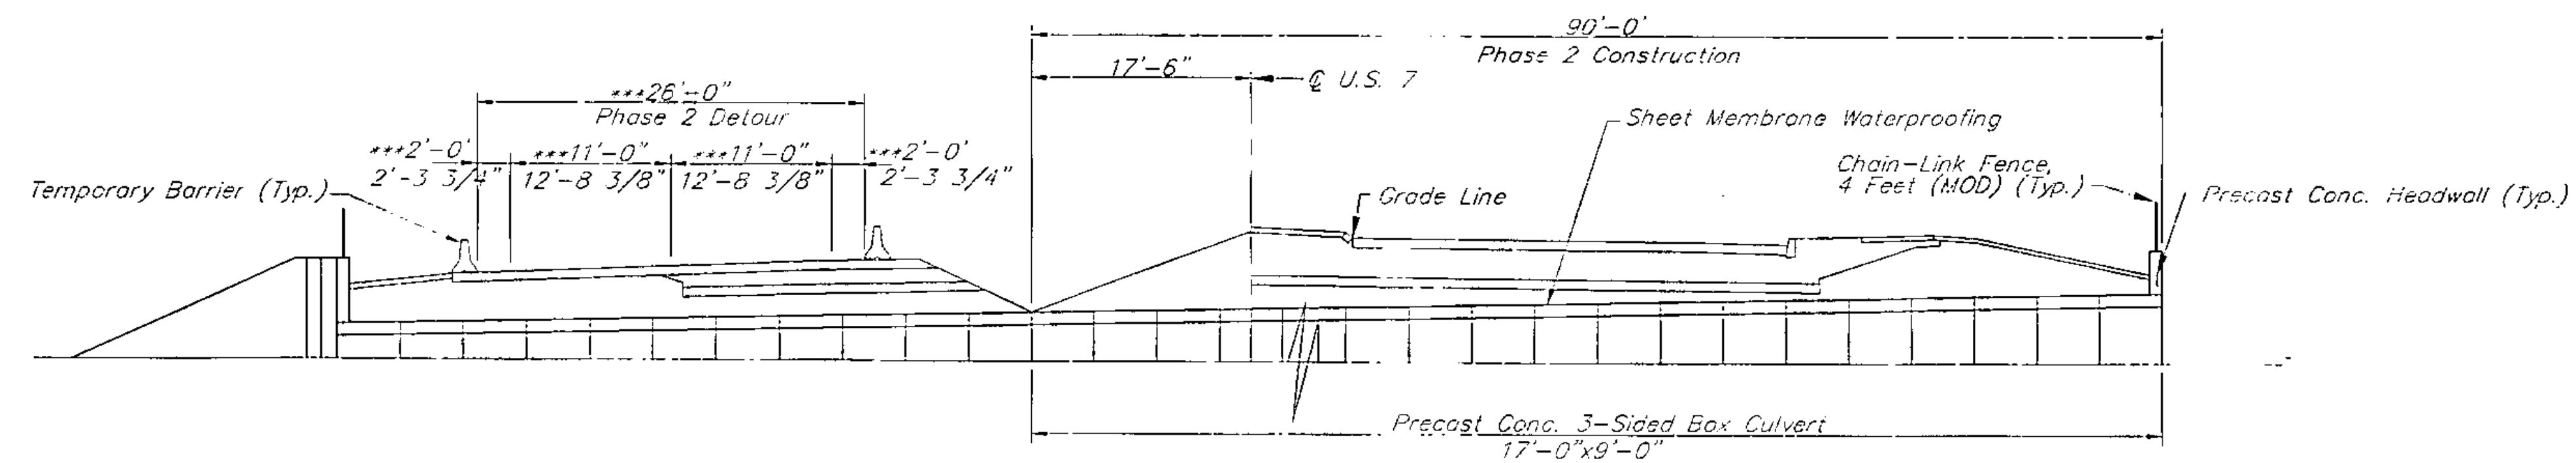 90'-0'
Phase 2 Construction
17'-6"
℄ U.S. 7
***26'-0"
Phase 2 Detour
***2'-0'
***11'-0"
***11'-0"
***2'-0'
2'-3 3/4"
12'-8 3/8"
12'-8 3/8"
2'-3 3/4"
Temporary Barrier (Typ.)
Sheet Membrane Waterproofing
Chain-Link Fence,
4 Feet (MOD) (Typ.)
Grade Line
Precast Conc. Headwall (Typ.)
Precast Conc. 3-Sided Box Culvert
17'-0"x9'-0"